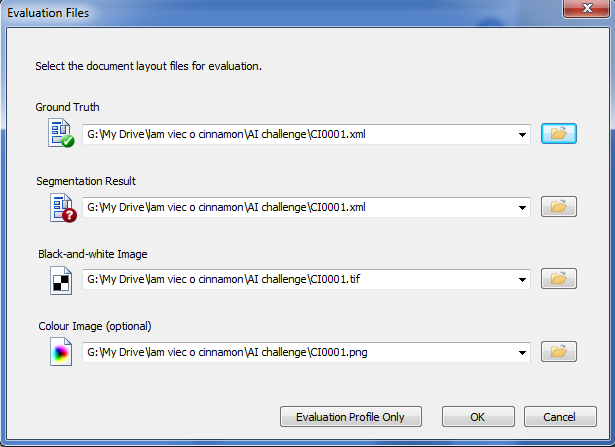 Evaluation Files
Select the document layout files for evaluation.
Ground Truth
G:\My Drive\lam viec o cinnamon\AI challenge\CI0001.xml
Segmentation Result
G:\My Drive\lam viec o cinnamon\AI challenge\CI0001.xml
Black-and-white Image
G:\My Drive\lam viec o cinnamon\AI challenge\CI0001.tif
Colour Image (optional)
G:\My Drive\lam viec o cinnamon\AI challenge\CI0001.png
Evaluation Profile Only
OK
Cancel